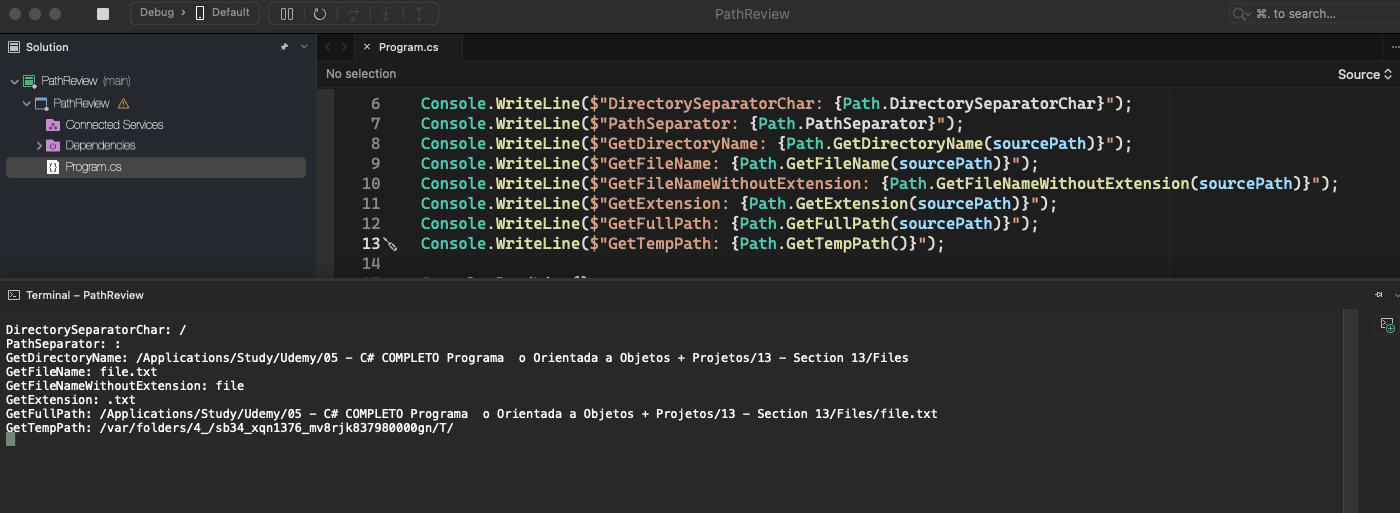 Debug › Default
PathReview
⌘. to search...
Solution
Program.cs
No selection
Source
PathReview (main)
PathReview
Connected Services
Dependencies
Program.cs
6 Console.WriteLine($"DirectorySeparatorChar: {Path.DirectorySeparatorChar}");
7 Console.WriteLine($"PathSeparator: {Path.PathSeparator}");
8 Console.WriteLine($"GetDirectoryName: {Path.GetDirectoryName(sourcePath)}");
9 Console.WriteLine($"GetFileName: {Path.GetFileName(sourcePath)}");
10 Console.WriteLine($"GetFileNameWithoutExtension: {Path.GetFileNameWithoutExtension(sourcePath)}");
11 Console.WriteLine($"GetExtension: {Path.GetExtension(sourcePath)}");
12 Console.WriteLine($"GetFullPath: {Path.GetFullPath(sourcePath)}");
13 Console.WriteLine($"GetTempPath: {Path.GetTempPath()}");
14
Terminal – PathReview
DirectorySeparatorChar: /
PathSeparator: :
GetDirectoryName: /Applications/Study/Udemy/05 - C# COMPLETO Programa  o Orientada a Objetos + Projetos/13 - Section 13/Files
GetFileName: file.txt
GetFileNameWithoutExtension: file
GetExtension: .txt
GetFullPath: /Applications/Study/Udemy/05 - C# COMPLETO Programa  o Orientada a Objetos + Projetos/13 - Section 13/Files/file.txt
GetTempPath: /var/folders/4_/sb34_xqn1376_mv8rjk837980000gn/T/